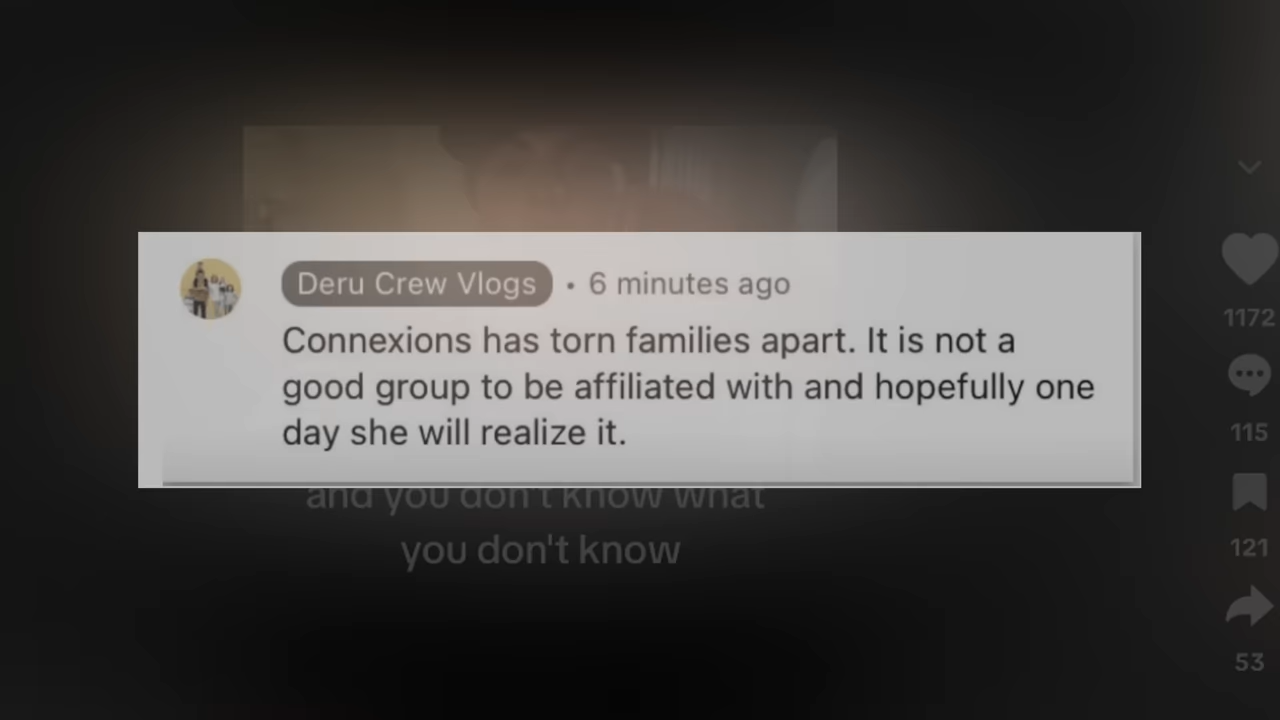 Deru Crew Vlogs • 6 minutes ago
Connexions has torn families apart. It is not a
good group to be affiliated with and hopefully one
day she will realize it.
and you don't know what
you don't know
1172
115
121
53